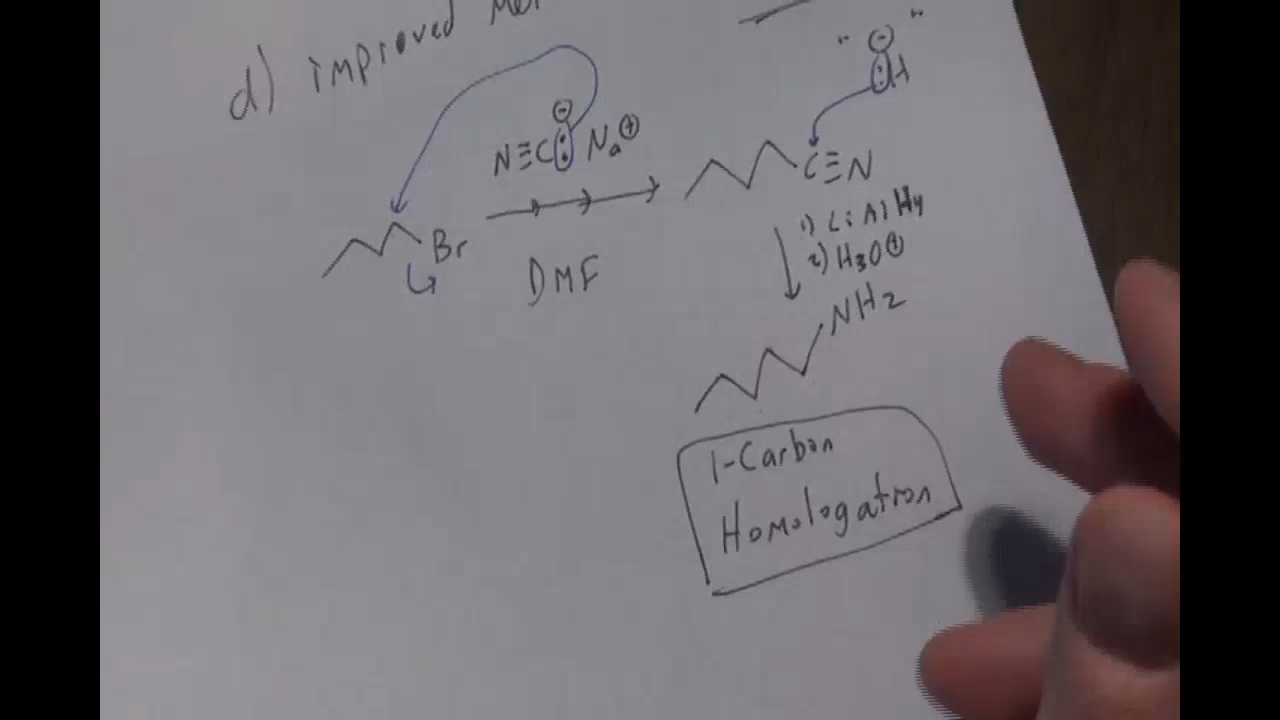 d) improved
" ⊖ "
:H
⊖
N≡C: Na⊕
C≡N
Br
DMF
1) LiAlH4
2) H3O⊕
NH2
1-Carbon
Homologation